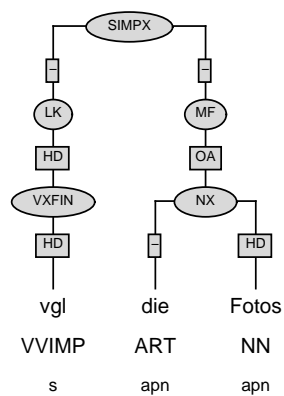 SIMPX
– –
LK MF
HD OA
VXFIN NX
HD – HD
vgl die Fotos
VVIMP ART NN
s apn apn